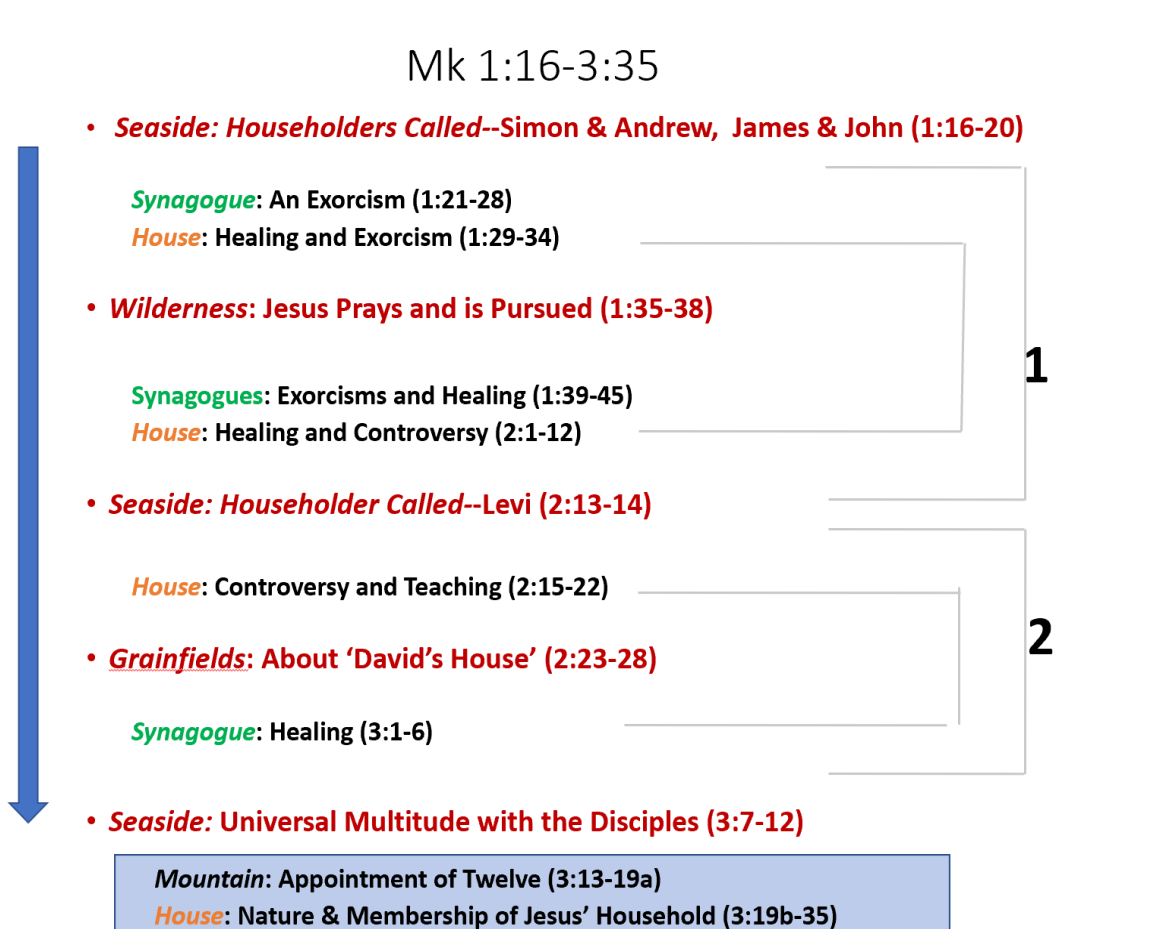 Mk 1:16-3:35
• Seaside: Householders Called--Simon & Andrew, James & John (1:16-20)
Synagogue: An Exorcism (1:21-28)
House: Healing and Exorcism (1:29-34)
• Wilderness: Jesus Prays and is Pursued (1:35-38)
1
Synagogues: Exorcisms and Healing (1:39-45)
House: Healing and Controversy (2:1-12)
• Seaside: Householder Called--Levi (2:13-14)
House: Controversy and Teaching (2:15-22)
2
• Grainfields: About ‘David’s House’ (2:23-28)
Synagogue: Healing (3:1-6)
• Seaside: Universal Multitude with the Disciples (3:7-12)
Mountain: Appointment of Twelve (3:13-19a)
House: Nature & Membership of Jesus’ Household (3:19b-35)